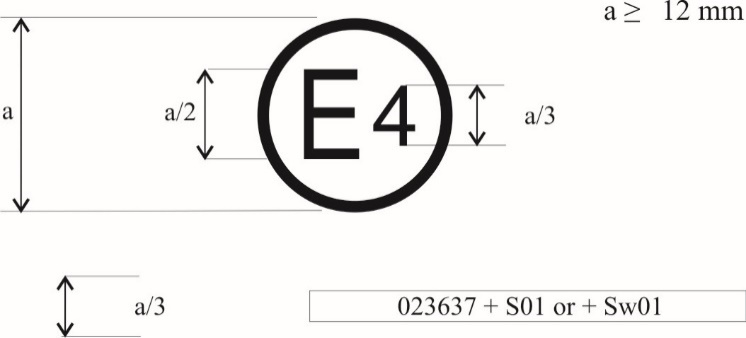 a ≥ 12 mm
a
a/2
E4
a/3
a/3
023637 + S01 or + Sw01